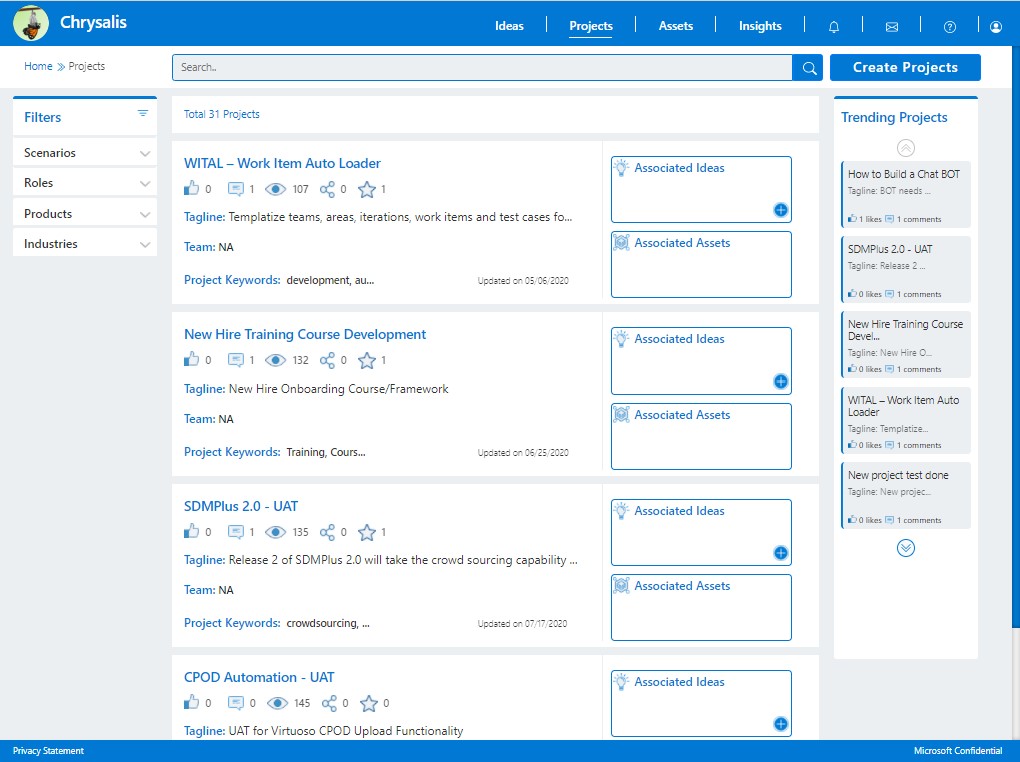 Chrysalis
Ideas
Projects
Assets
Insights
Home
Projects
Search..
Create Projects
Filters
Scenarios
Roles
Products
Industries
Total 31 Projects
WITAL – Work Item Auto Loader
0 1 107 0 1
Tagline: Templatize teams, areas, iterations, work items and test cases fo...
Team: NA
Project Keywords: development, au...
Updated on 05/06/2020
Associated Ideas
Associated Assets
New Hire Training Course Development
0 1 132 0 1
Tagline: New Hire Onboarding Course/Framework
Team: NA
Project Keywords: Training, Cours...
Updated on 06/25/2020
Associated Ideas
Associated Assets
SDMPlus 2.0 - UAT
0 1 135 0 1
Tagline: Release 2 of SDMPlus 2.0 will take the crowd sourcing capability ...
Team: NA
Project Keywords: crowdsourcing, ...
Updated on 07/17/2020
Associated Ideas
Associated Assets
CPOD Automation - UAT
0 0 145 0 0
Tagline: UAT for Virtuoso CPOD Upload Functionality
Associated Ideas
Trending Projects
How to Build a Chat BOT
Tagline: BOT needs ...
1 likes 1 comments
SDMPlus 2.0 - UAT
Tagline: Release 2 ...
0 likes 1 comments
New Hire Training Course
Devel...
Tagline: New Hire O...
0 likes 1 comments
WITAL – Work Item Auto
Loader
Tagline: Templatize...
0 likes 1 comments
New project test done
Tagline: New projec...
0 likes 1 comments
Privacy Statement
Microsoft Confidential